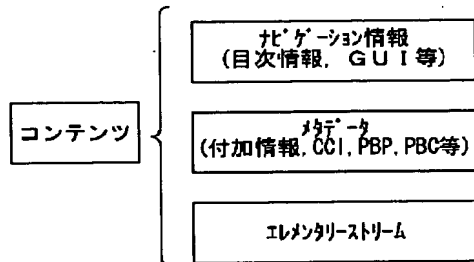 ﾅﾋﾞｹﾞｰｼｮﾝ情報
(目次情報, ＧＵＩ等)
コンテンツ
ﾒﾀﾃﾞｰﾀ
(付加情報, CCI, PBP, PBC等)
ｴﾚﾒﾝﾀﾘｰｽﾄﾘｰﾑ